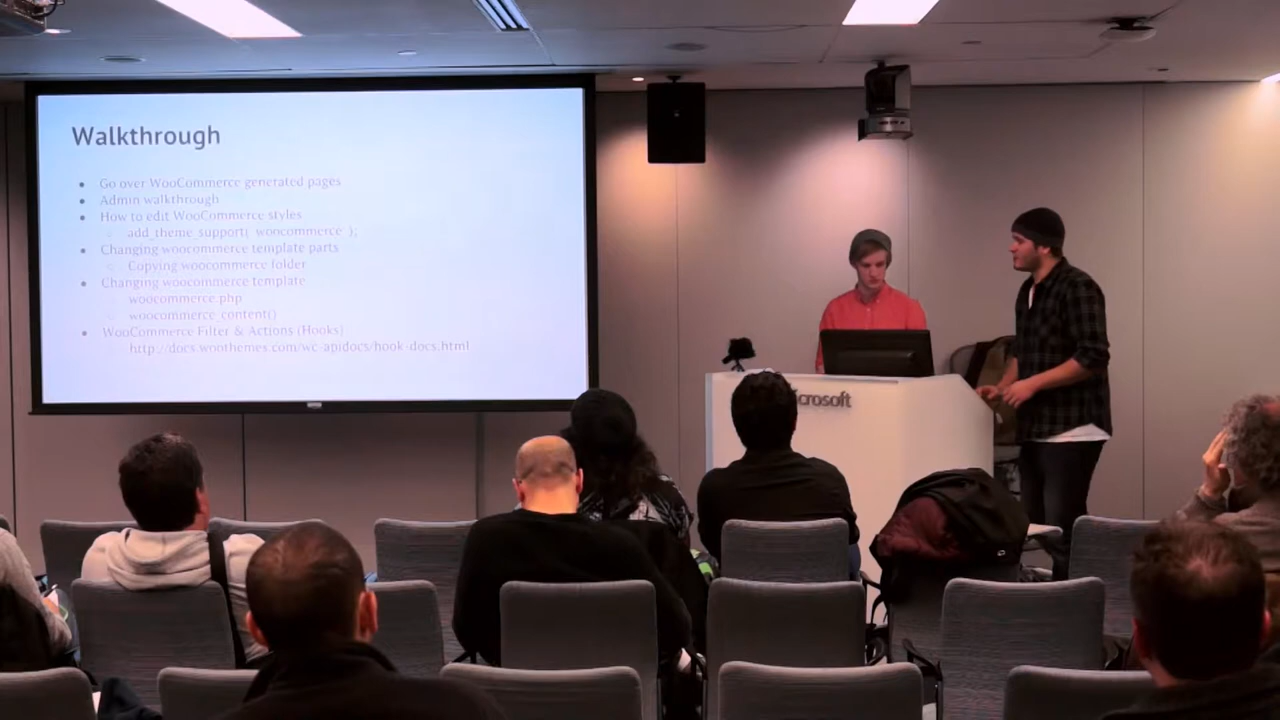 Walkthrough
Go over WooCommerce generated pages
Admin walkthrough
How to edit WooCommerce styles
add_theme_support( 'woocommerce' );
Changing woocommerce template parts
Copying woocommerce folder
Changing woocommerce template
woocommerce.php
woocommerce_content()
WooCommerce Filter & Actions (Hooks)
http://docs.woothemes.com/wc-apidocs/hook-docs.html
crosoft